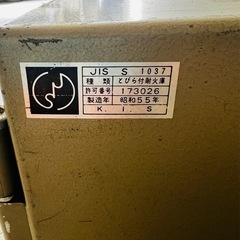 JIS S 1037
種類 とびら付耐火庫
許可番号 173026
製造年 昭和55年
K. I. S